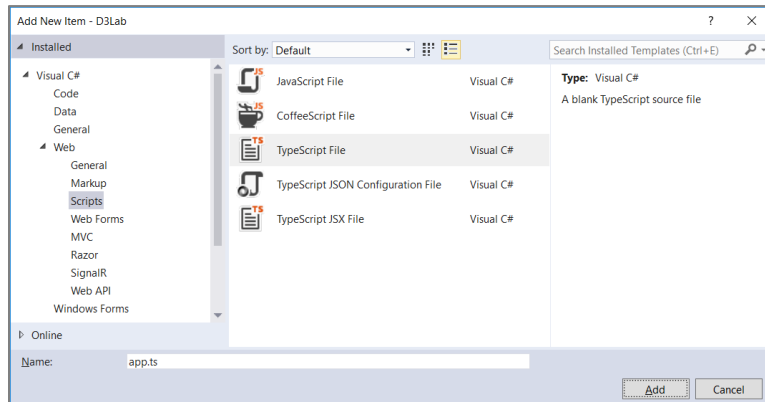 Add New Item - D3Lab
? ×
Installed
Sort by: Default
Search Installed Templates (Ctrl+E)
Visual C#
Code
Data
General
Web
General
Markup
Scripts
Web Forms
MVC
Razor
SignalR
Web API
Windows Forms
Online
JS JavaScript File Visual C#
CoffeeScript File Visual C#
TS TypeScript File Visual C#
TypeScript JSON Configuration File Visual C#
TS TypeScript JSX File Visual C#
Type: Visual C#
A blank TypeScript source file
Name: app.ts
Add Cancel